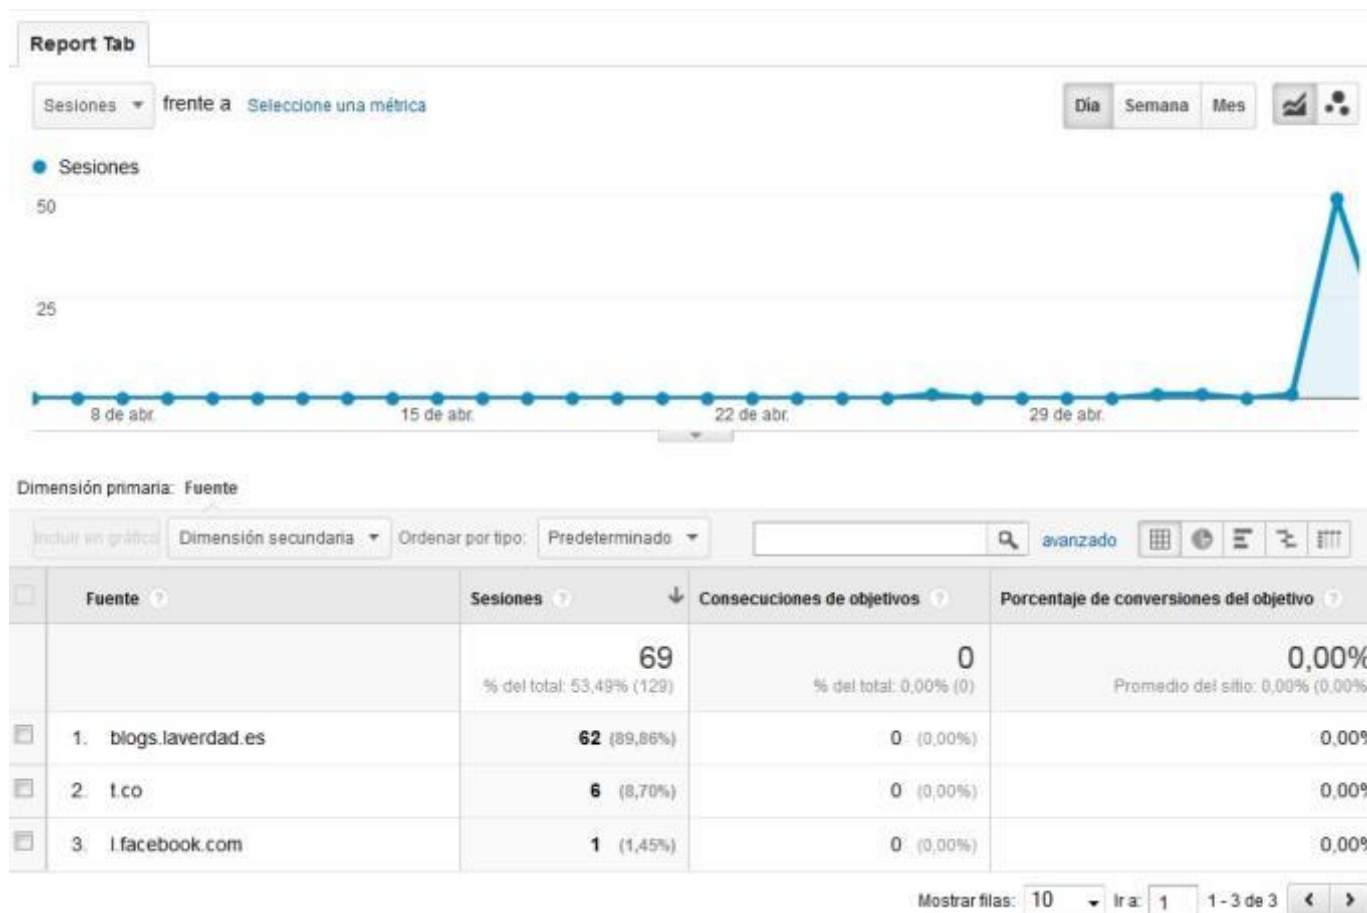 Report Tab
Sesiones frente a Seleccione una métrica Día Semana Mes
Sesiones
50
25
8 de abr. 15 de abr. 22 de abr. 29 de abr.
Dimensión primaria: Fuente
Incluir en gráfico Dimensión secundaria Ordenar por tipo: Predeterminado avanzado
Fuente ? Sesiones ? Consecuciones de objetivos ? Porcentaje de conversiones del objetivo ?
69 0 0,00%
% del total: 53,49% (129) % del total: 0,00% (0) Promedio del sitio: 0,00% (0,00%
1. blogs.laverdad.es 62 (89,86%) 0 (0,00%) 0,00%
2. t.co 6 (8,70%) 0 (0,00%) 0,00%
3. l.facebook.com 1 (1,45%) 0 (0,00%) 0,00%
Mostrar filas: 10 Ir a: 1 1 - 3 de 3